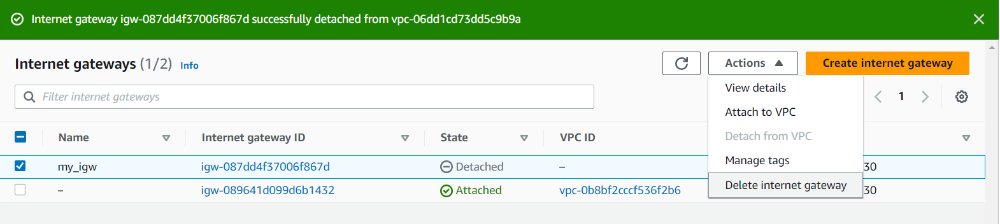 Internet gateway igw-087dd4f37006f867d successfully detached from vpc-06dd1cd73dd5c9b9a
Internet gateways (1/2) Info
Actions
Create internet gateway
Filter internet gateways
View details
1
Attach to VPC
Detach from VPC
Manage tags
Delete internet gateway
Name Internet gateway ID State VPC ID
my_igw igw-087dd4f37006f867d Detached – 30
– igw-089641d099d6b1432 Attached vpc-0b8bf2cccf536f2b6 30